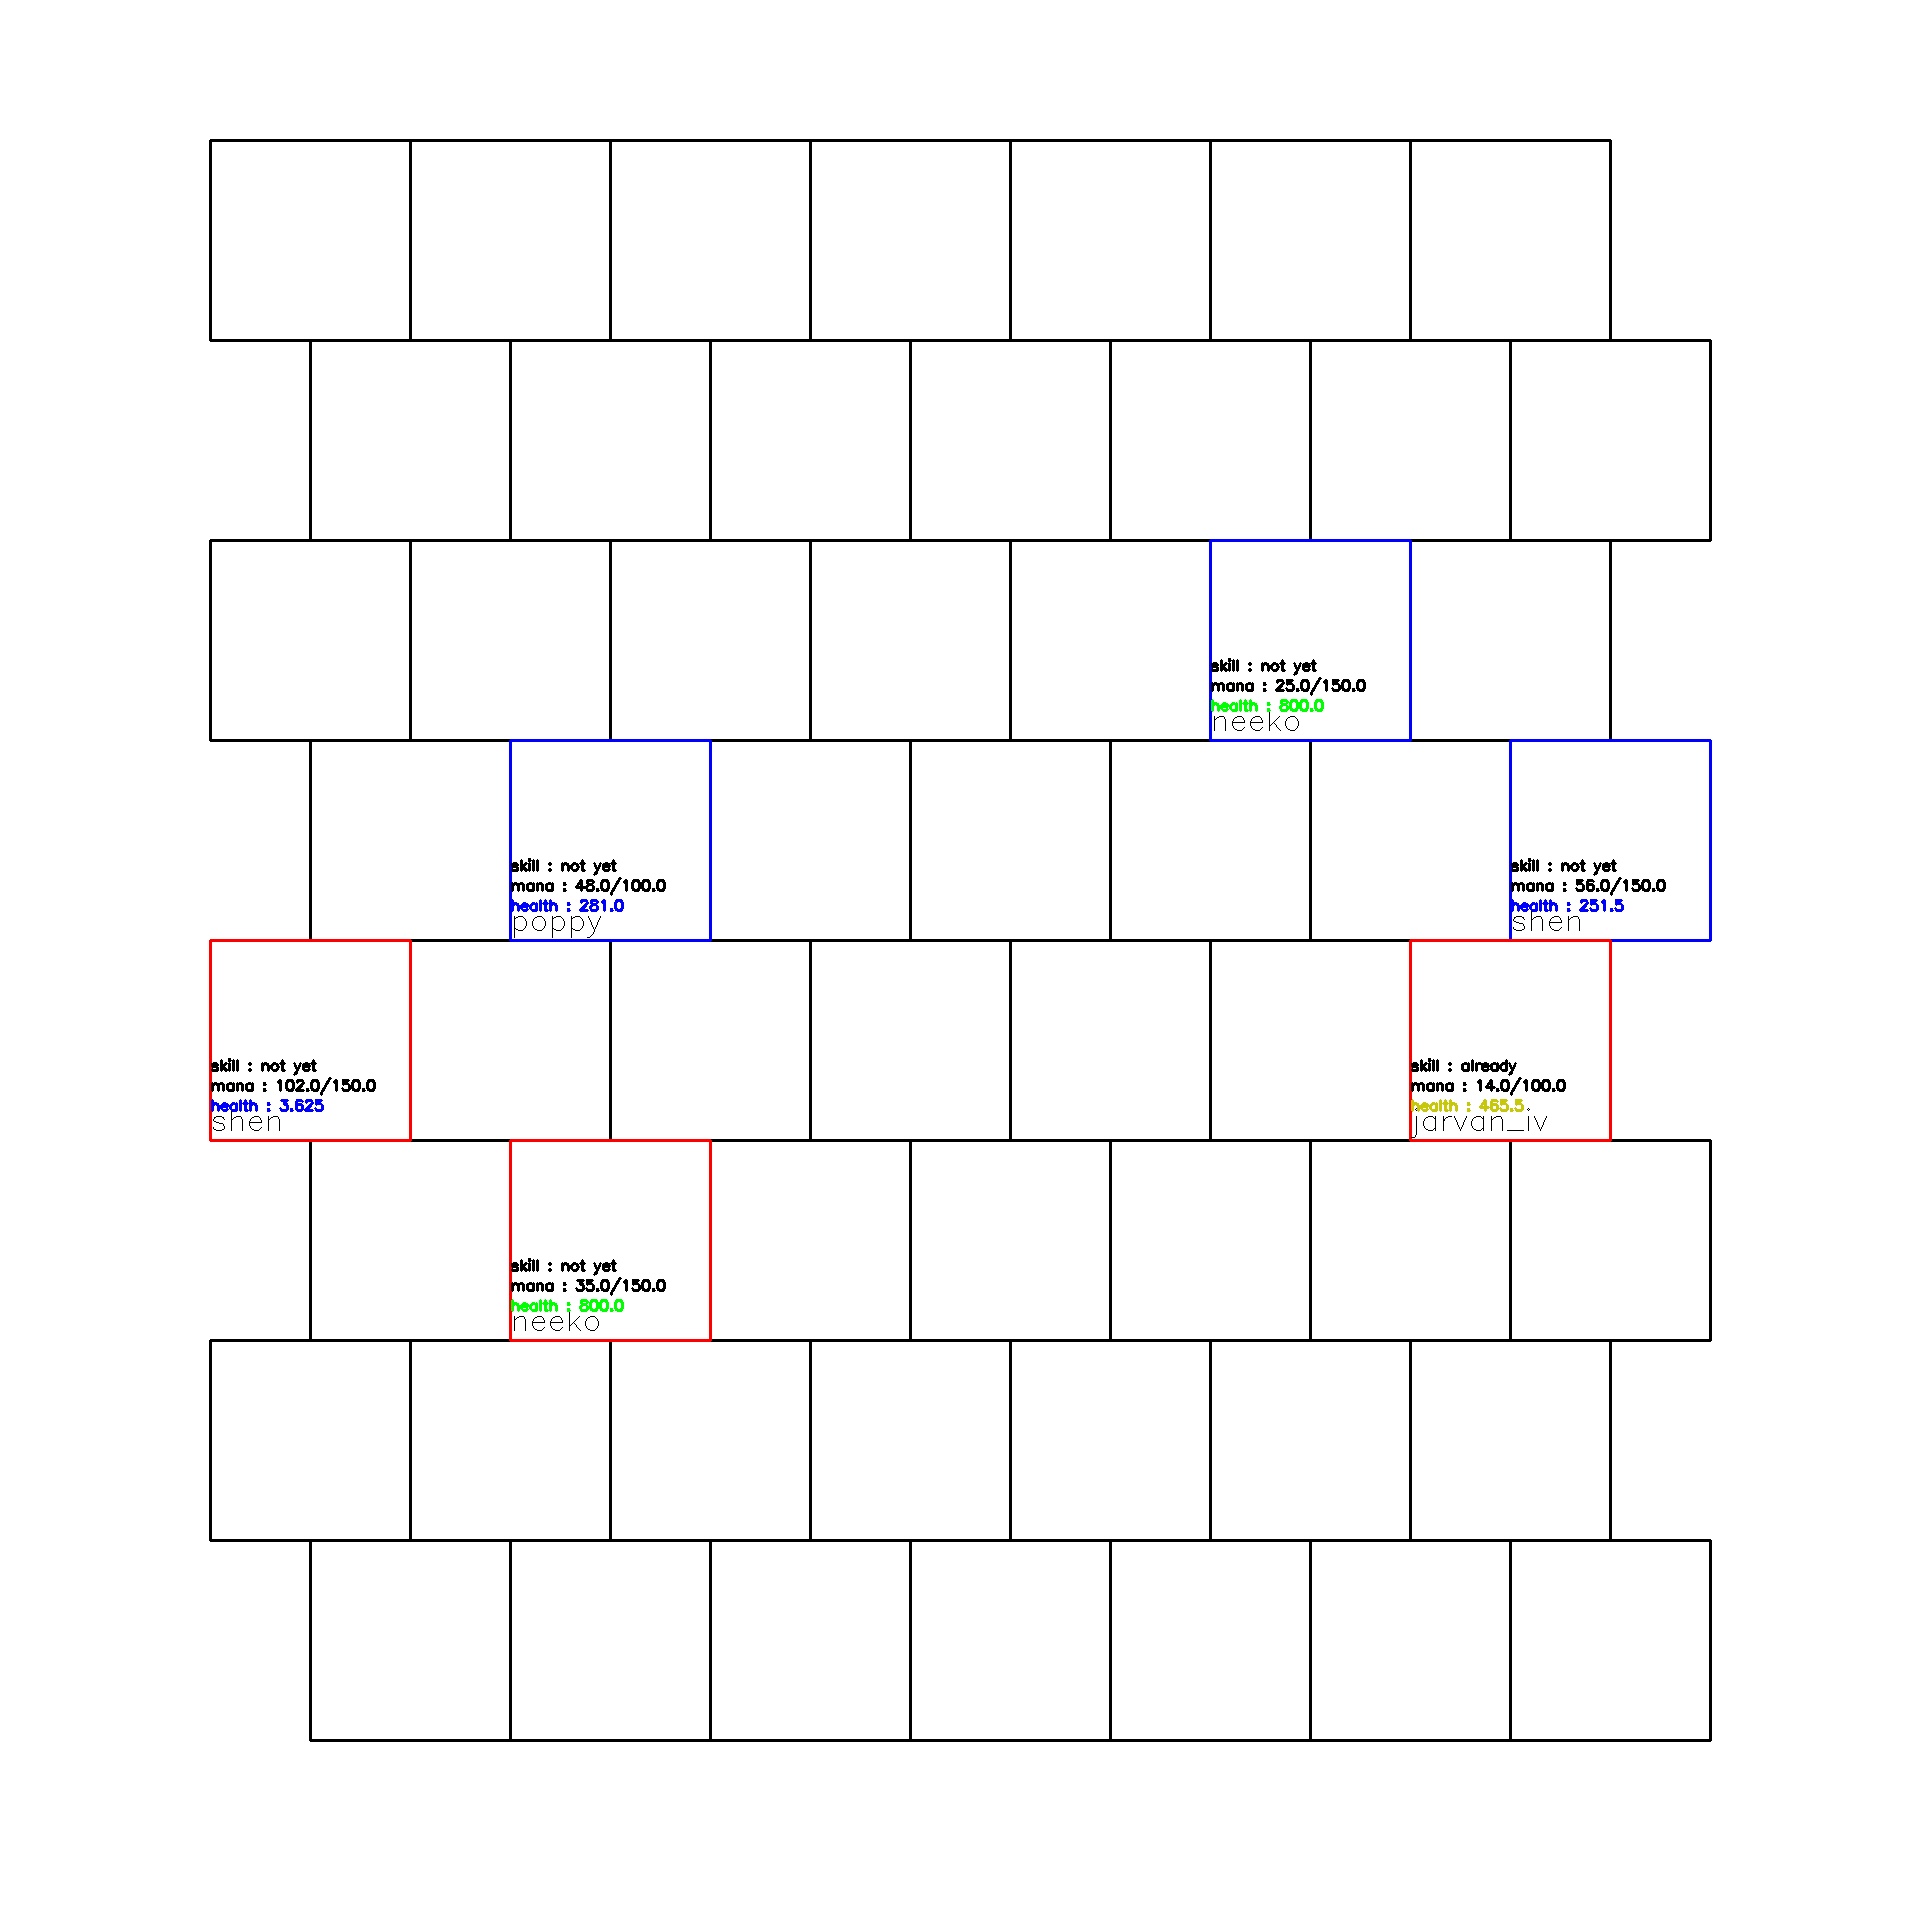 skill : not yet
mana : 25.0/150.0
health : 800.0
neeko
skill : not yet
mana : 48.0/100.0
health : 281.0
poppy
skill : not yet
mana : 56.0/150.0
health : 251.5
shen
skill : not yet
mana : 102.0/150.0
health : 3.625
shen
skill : already
mana : 14.0/100.0
health : 465.5
jarvan_iv
skill : not yet
mana : 35.0/150.0
health : 800.0
neeko